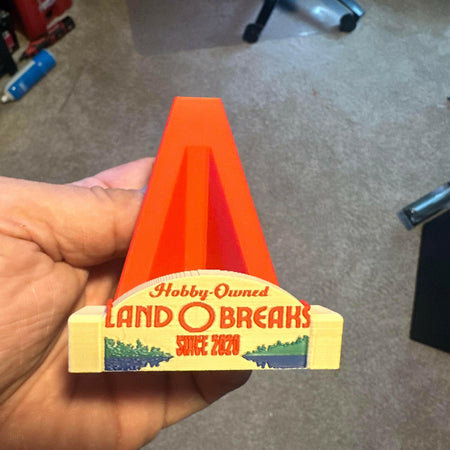 Hobby-Owned
LAND O BREAKS
SINCE 2020